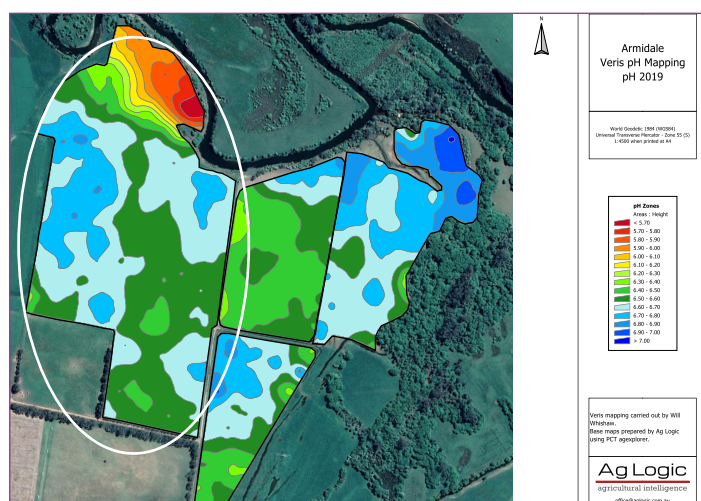 N
Armidale
Veris pH Mapping
pH 2019
World Geodetic 1984 (WGS84)
Universal Transverse Mercator - Zone 55 (S)
1:4500 when printed at A4
pH Zones
Areas : Height
< 5.70
5.70 - 5.80
5.80 - 5.90
5.90 - 6.00
6.00 - 6.10
6.10 - 6.20
6.20 - 6.30
6.30 - 6.40
6.40 - 6.50
6.50 - 6.60
6.60 - 6.70
6.70 - 6.80
6.80 - 6.90
6.90 - 7.00
> 7.00
Veris mapping carried out by Will
Whishaw.
Base maps prepared by Ag Logic
using PCT agexplorer.
Ag Logic
agricultural intelligence
office@aglogic.com.au